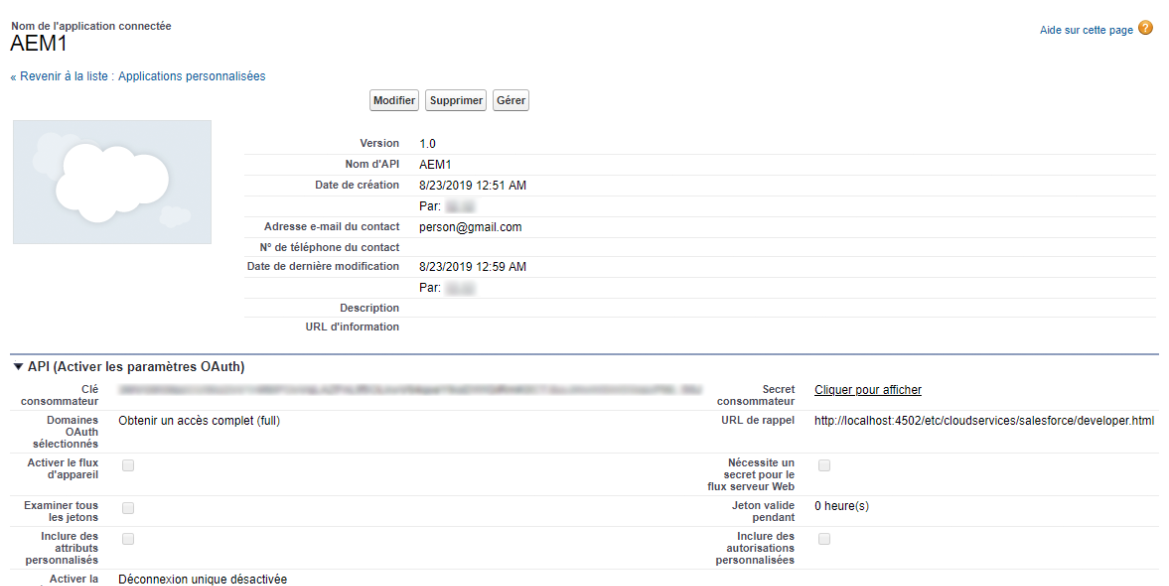 Nom de l'application connectée
AEM1
Aide sur cette page ?
« Revenir à la liste : Applications personnalisées
Modifier Supprimer Gérer
Version 1.0
Nom d'API AEM1
Date de création 8/23/2019 12:51 AM
Par:
Adresse e-mail du contact person@gmail.com
N° de téléphone du contact
Date de dernière modification 8/23/2019 12:59 AM
Par:
Description
URL d'information
API (Activer les paramètres OAuth)
Clé
consommateur
Secret
consommateur
Cliquer pour afficher
Domaines
OAuth
sélectionnés
Obtenir un accès complet (full)
URL de rappel http://localhost:4502/etc/cloudservices/salesforce/developer.html
Activer le flux
d'appareil
Nécessite un
secret pour le
flux serveur Web
Examiner tous
les jetons
Jeton valide
pendant
0 heure(s)
Inclure des
attributs
personnalisés
Inclure des
autorisations
personnalisées
Activer la
Déconnexion unique désactivée